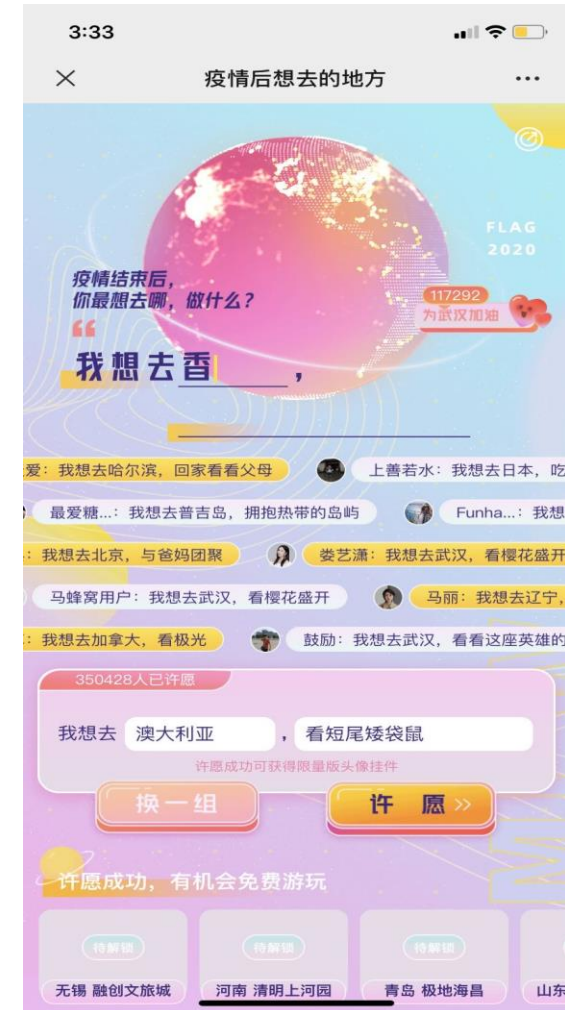 3:33
疫情后想去的地方
FLAG
2020
疫情结束后，
你最想去哪，做什么？
117292
为武汉加油
我想去香，
爱：我想去哈尔滨，回家看看父母
上善若水：我想去日本，吃
最爱糖...：我想去普吉岛，拥抱热带的岛屿
Funha...：我想
：我想去北京，与爸妈团聚
娄艺潇：我想去武汉，看樱花盛开
马蜂窝用户：我想去武汉，看樱花盛开
马丽：我想去辽宁，
：我想去加拿大，看极光
鼓励：我想去武汉，看看这座英雄的
350428人已许愿
我想去 澳大利亚，看短尾矮袋鼠
许愿成功可获得限量版头像挂件
换一组
许 愿 >>
许愿成功，有机会免费游玩
待解锁 待解锁 待解锁
无锡 融创文旅城
河南 清明上河园
青岛 极地海昌
山东